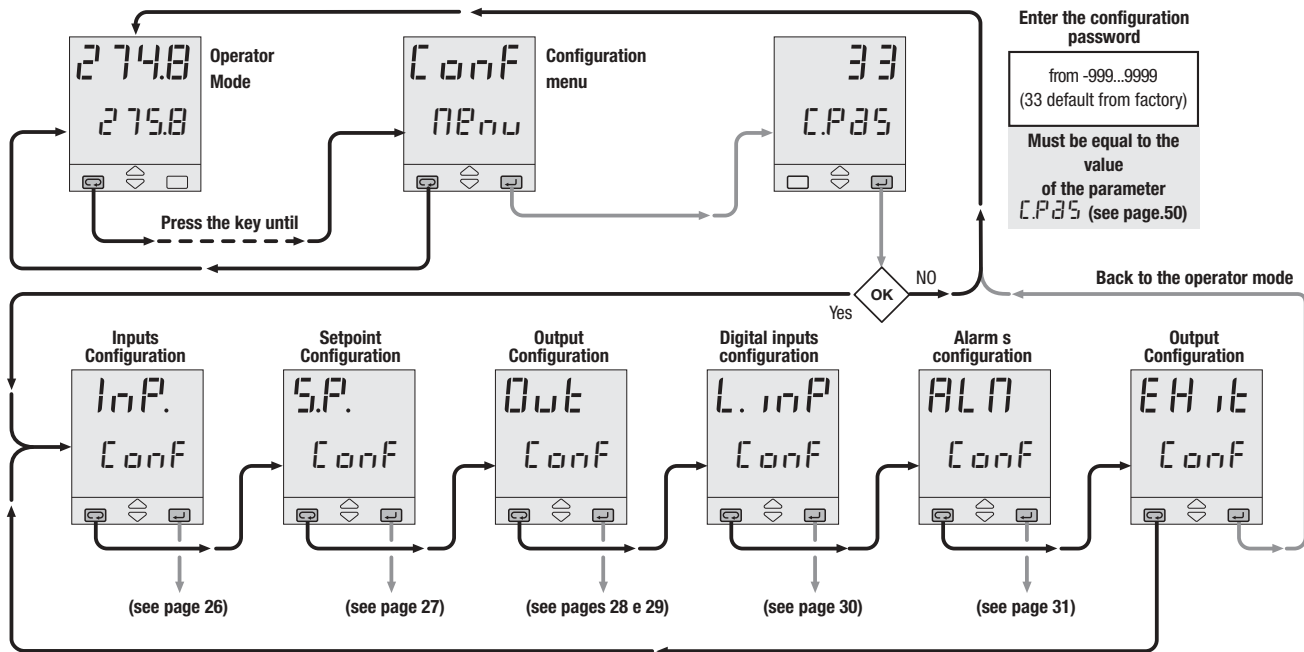 274.8
275.8
Operator
Mode
Press the key until
Conf
Menu
Configuration
menu
33
C.PaS
Enter the configuration
password
from -999...9999
(33 default from factory)
Must be equal to the
value
of the parameter
C.PaS (see page.50)
OK
NO
Yes
Back to the operator mode
Inputs
Configuration
InP.
Conf
(see page 26)
Setpoint
Configuration
S.P.
Conf
(see page 27)
Output
Configuration
Out
Conf
(see pages 28 e 29)
Digital inputs
configuration
L. inP
Conf
(see page 30)
Alarm s
configuration
ALM
Conf
(see page 31)
Output
Configuration
EHit
Conf